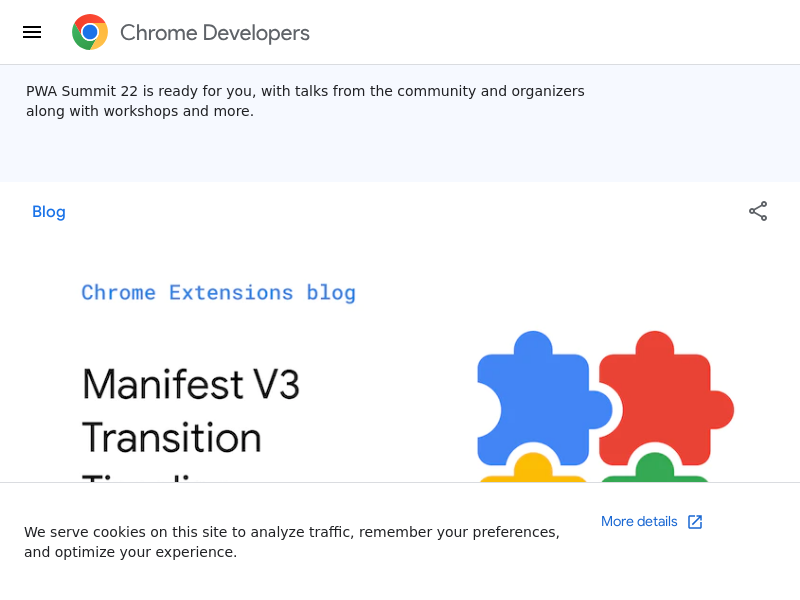 Chrome Developers
PWA Summit 22 is ready for you, with talks from the community and organizers
along with workshops and more.
Blog
Chrome Extensions blog
Manifest V3
Transition
We serve cookies on this site to analyze traffic, remember your preferences,
and optimize your experience.
More details